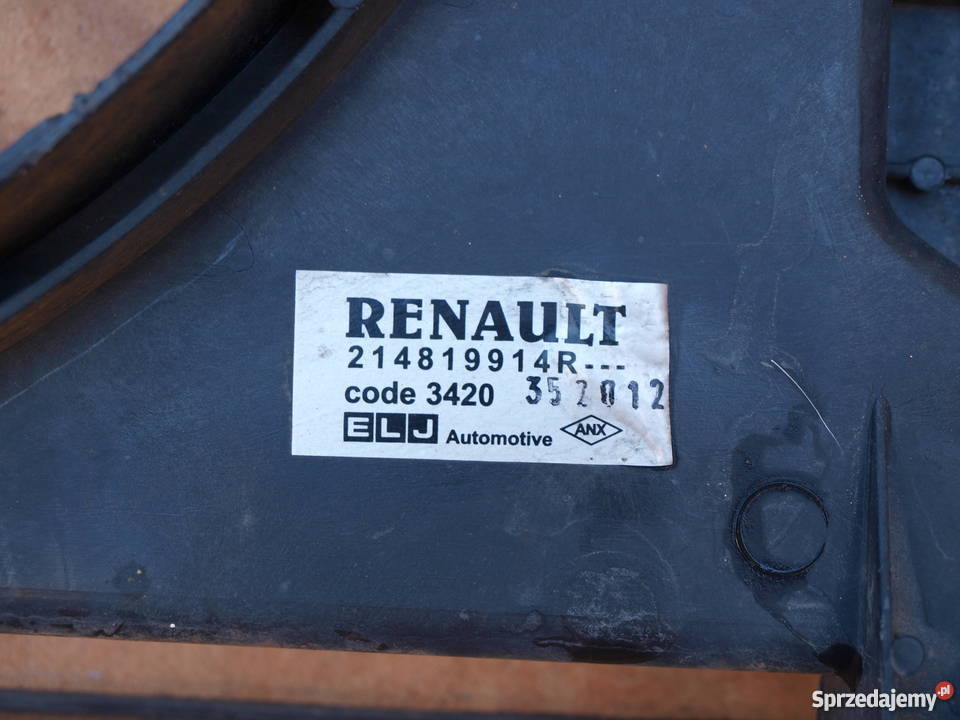 RENAULT
214819914R---
code 3420 352012
ELJ Automotive ANX
Sprzedajemy.pl